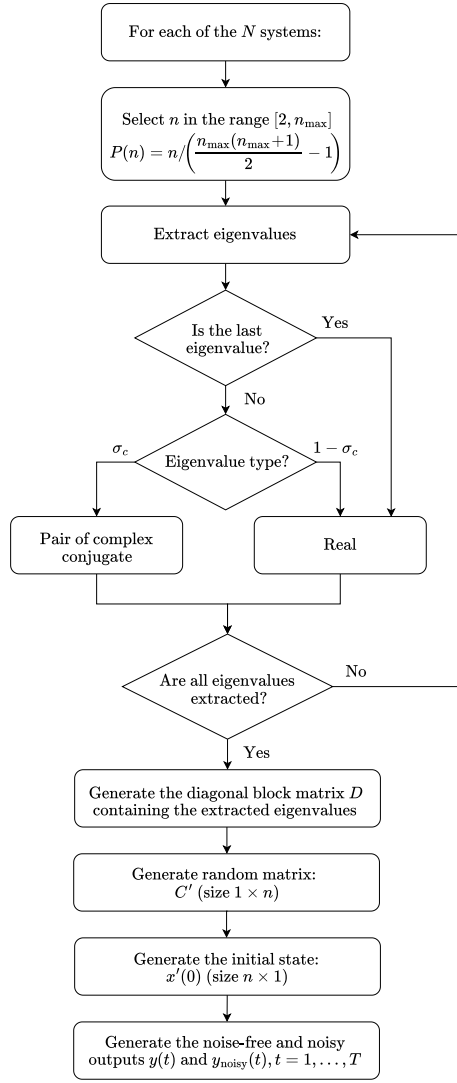 For each of the N systems:
Select n in the range [2, n_max]
P(n) = n/(n_max(n_max+1)/2 − 1)
Extract eigenvalues
Is the last
eigenvalue?
Yes
No
Eigenvalue type?
σ_c
1 − σ_c
Pair of complex
conjugate
Real
Are all eigenvalues
extracted?
No
Yes
Generate the diagonal block matrix D
containing the extracted eigenvalues
Generate random matrix:
C′ (size 1 × n)
Generate the initial state:
x′(0) (size n × 1)
Generate the noise-free and noisy
outputs y(t) and y_noisy(t), t = 1, . . . , T